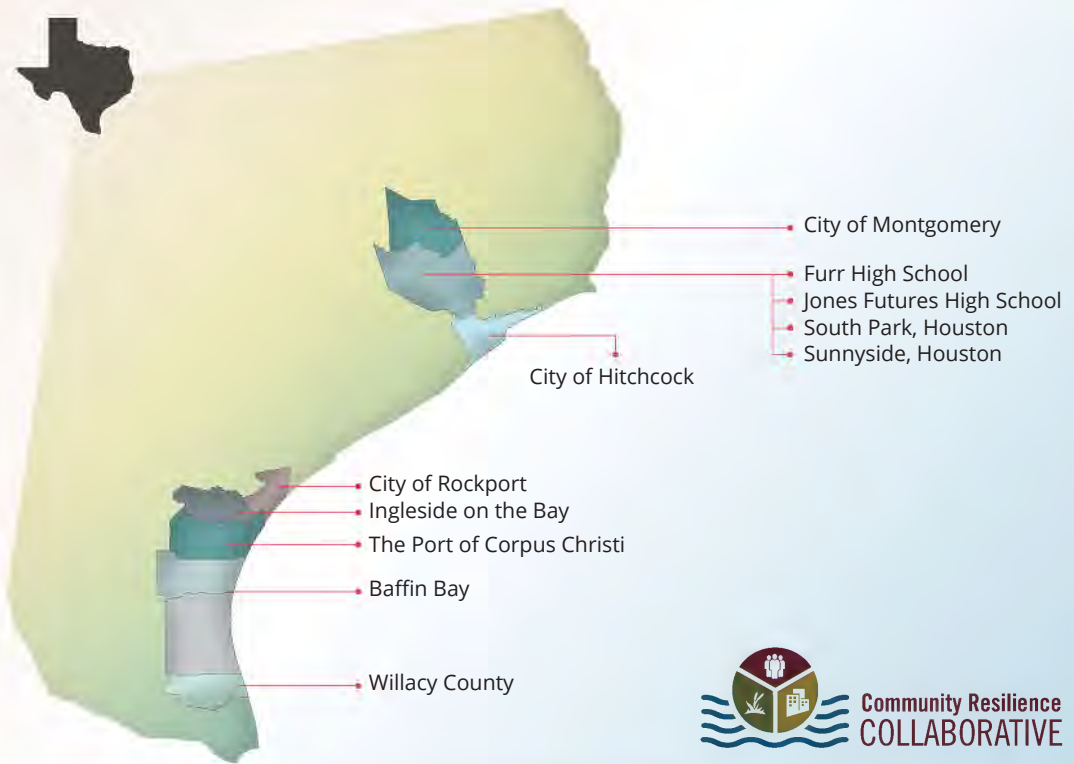 City of Montgomery
Furr High School
Jones Futures High School
South Park, Houston
Sunnyside, Houston
City of Hitchcock
City of Rockport
Ingleside on the Bay
The Port of Corpus Christi
Baffin Bay
Willacy County
Community Resilience
COLLABORATIVE